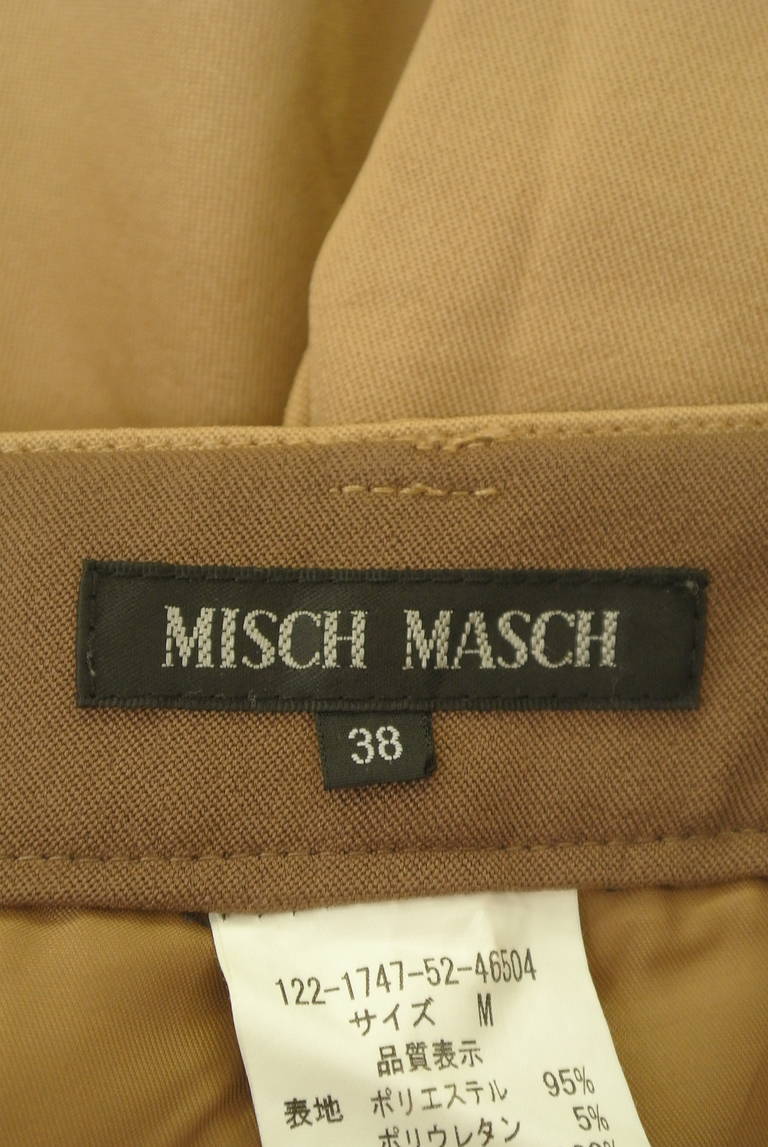 MISCH MASCH
38
122-1747-52-46504
サイズ M
品質表示
表地 ポリエステル 95%
ポリウレタン 5%